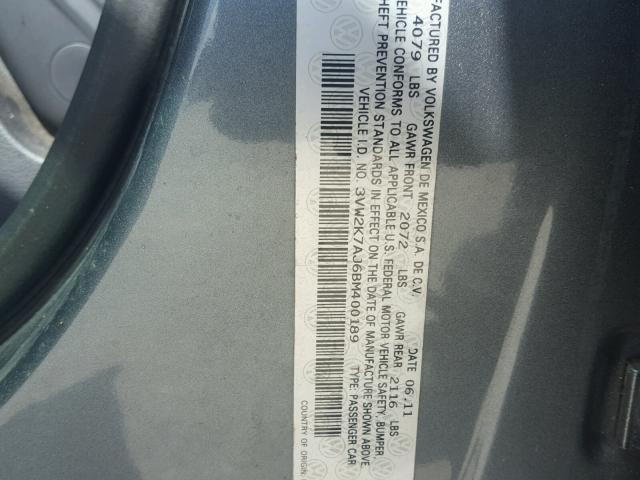 FACTURED BY VOLKSWAGEN DE MEXICO S.A. DE C.V. DATE 06.11
4079 LBS GAWR FRONT 2072 LBS GAWR REAR 2116 LBS
VEHICLE CONFORMS TO ALL APPLICABLE U.S. FEDERAL MOTOR VEHICLE SAFETY, BUMPER,
HEFT PREVENTION STANDARDS IN EFFECT ON THE DATE OF MANUFACTURE SHOWN ABOVE.
VEHICLE I.D. NO. 3VW2K7AJ6BM400189 TYPE: PASSENGER CAR
COUNTRY OF ORIGIN: